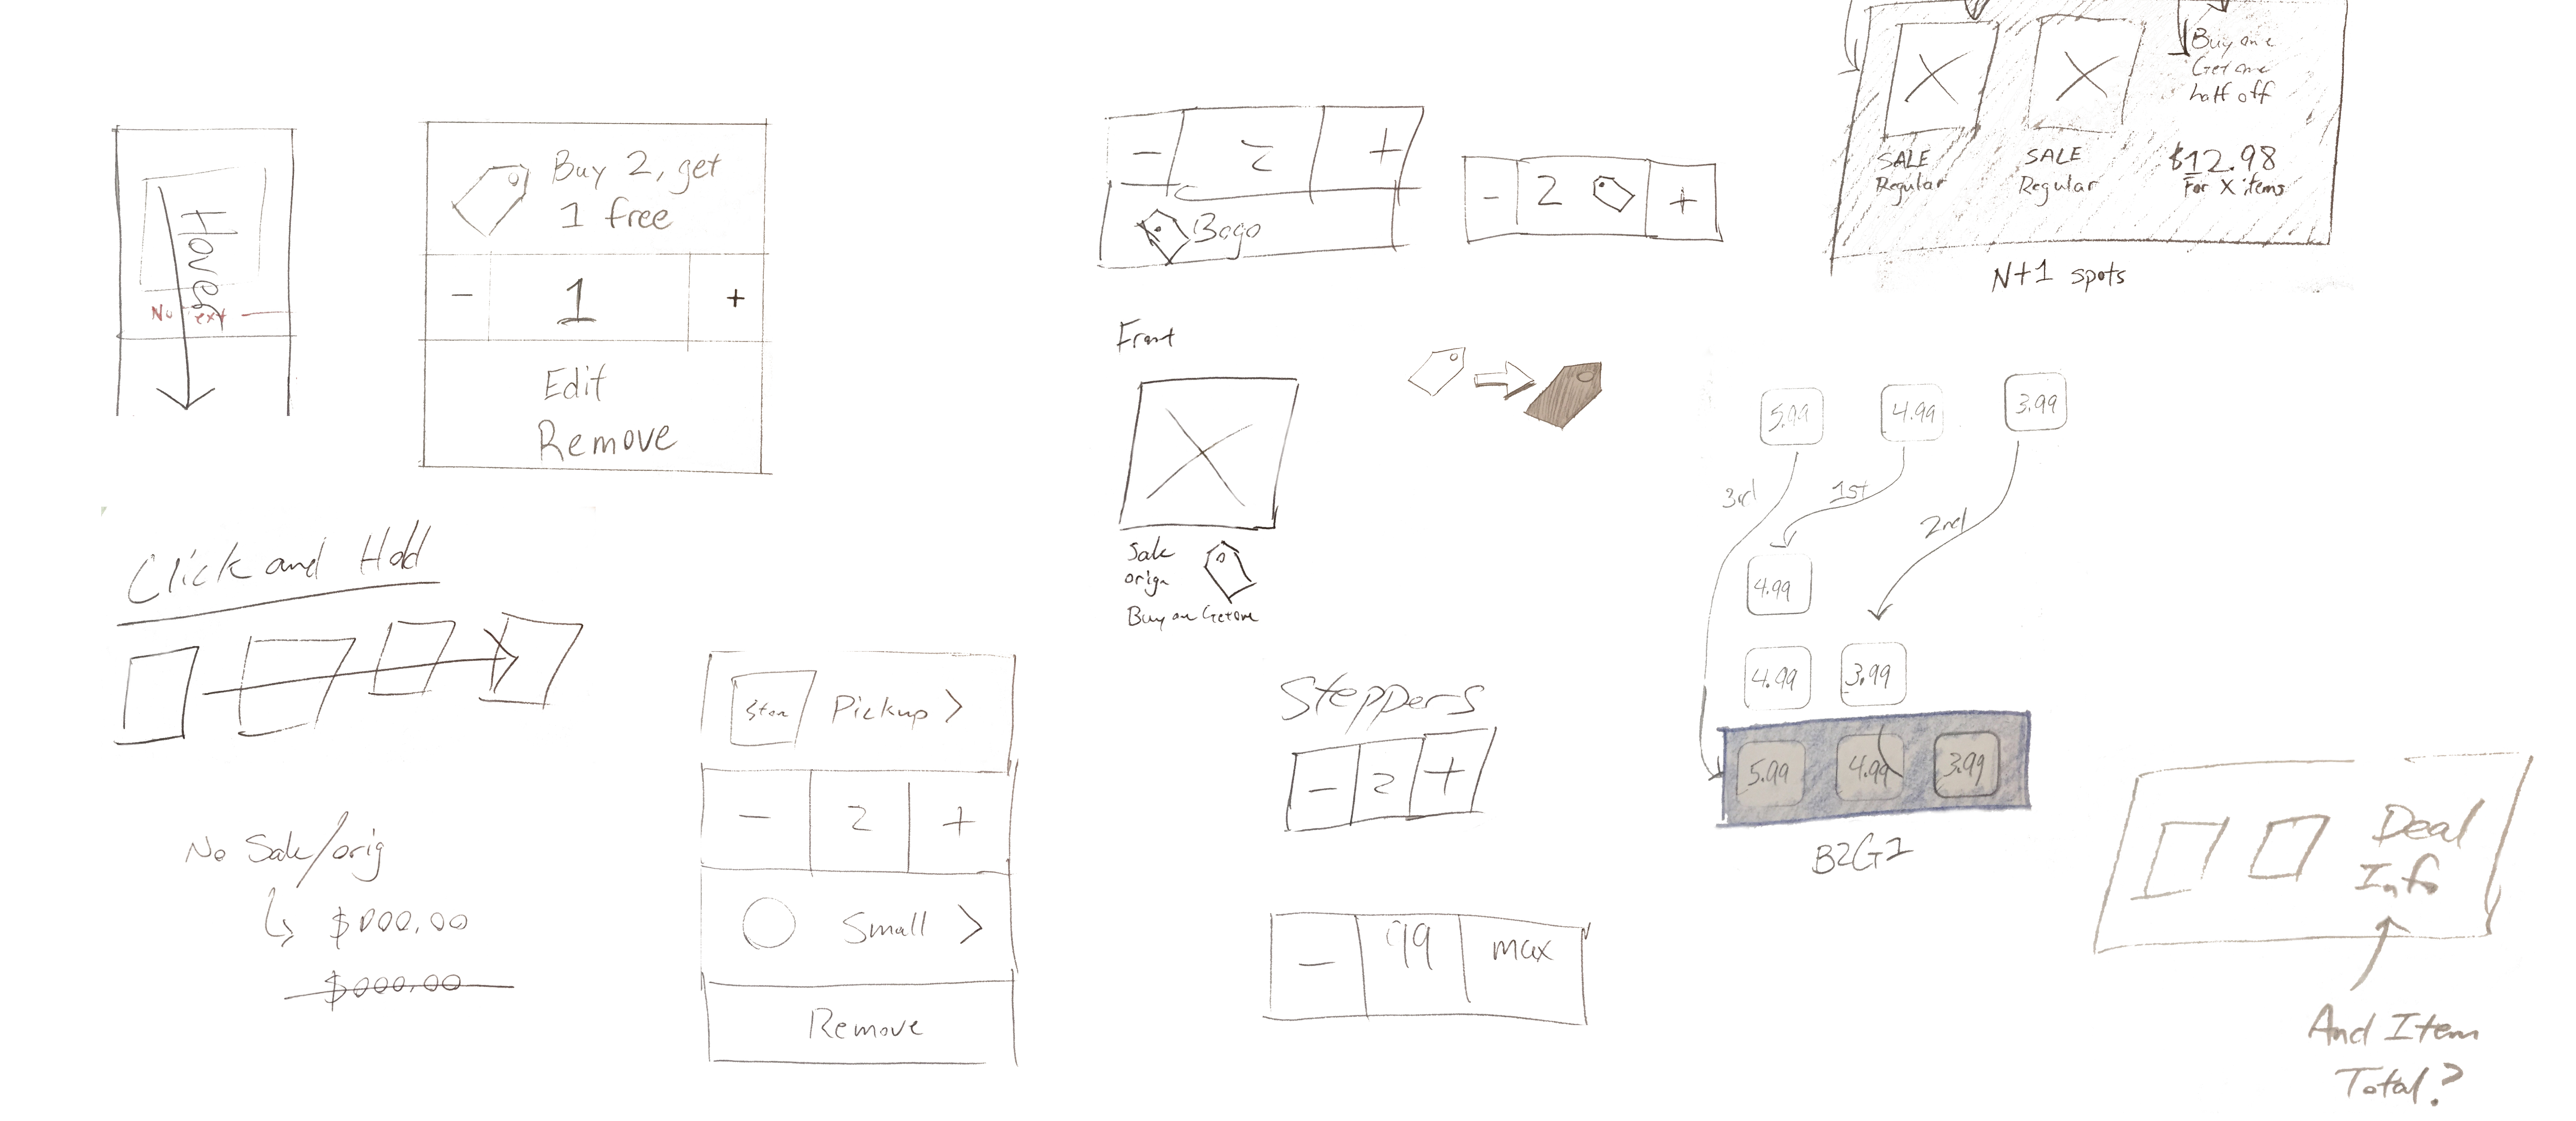 Hover
No text
Buy 2, get
1 free
- 1 +
Edit
Remove
Click and Hold
No Sale/orig
$000.00
$000.00
Pickup >
- 2 +
Small >
Remove
- 2 +
Bogo
- 2 +
Front
Sale
orign
Buy one Get one
Steppers
- 2 +
- 99 max
Buy one
Get one
half off
SALE
Regular
SALE
Regular
$12.98
For X items
N+1 spots
5.99 4.99 3.99
3rd 1st 2nd
4.99
4.99 3.99
5.99 4.99 3.99
B2G1
Deal
Info
And Item
Total?